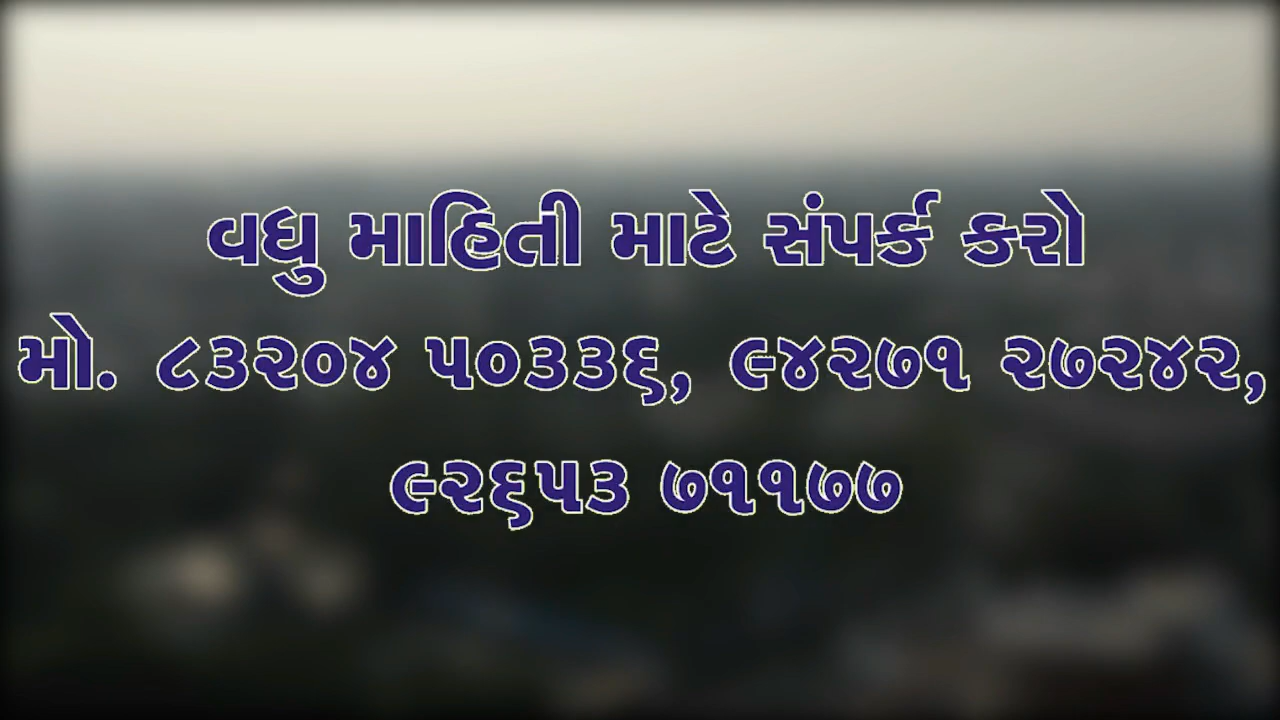 વધુ માહિતી માટે સંપર્ક કરો
મો. ૮૩૨૦૪ ૫૦૩૩૬, ૯૪૨૭૧ ૨૭૨૪૨,
૯૨૬૫૩ ૭૧૧૭૭